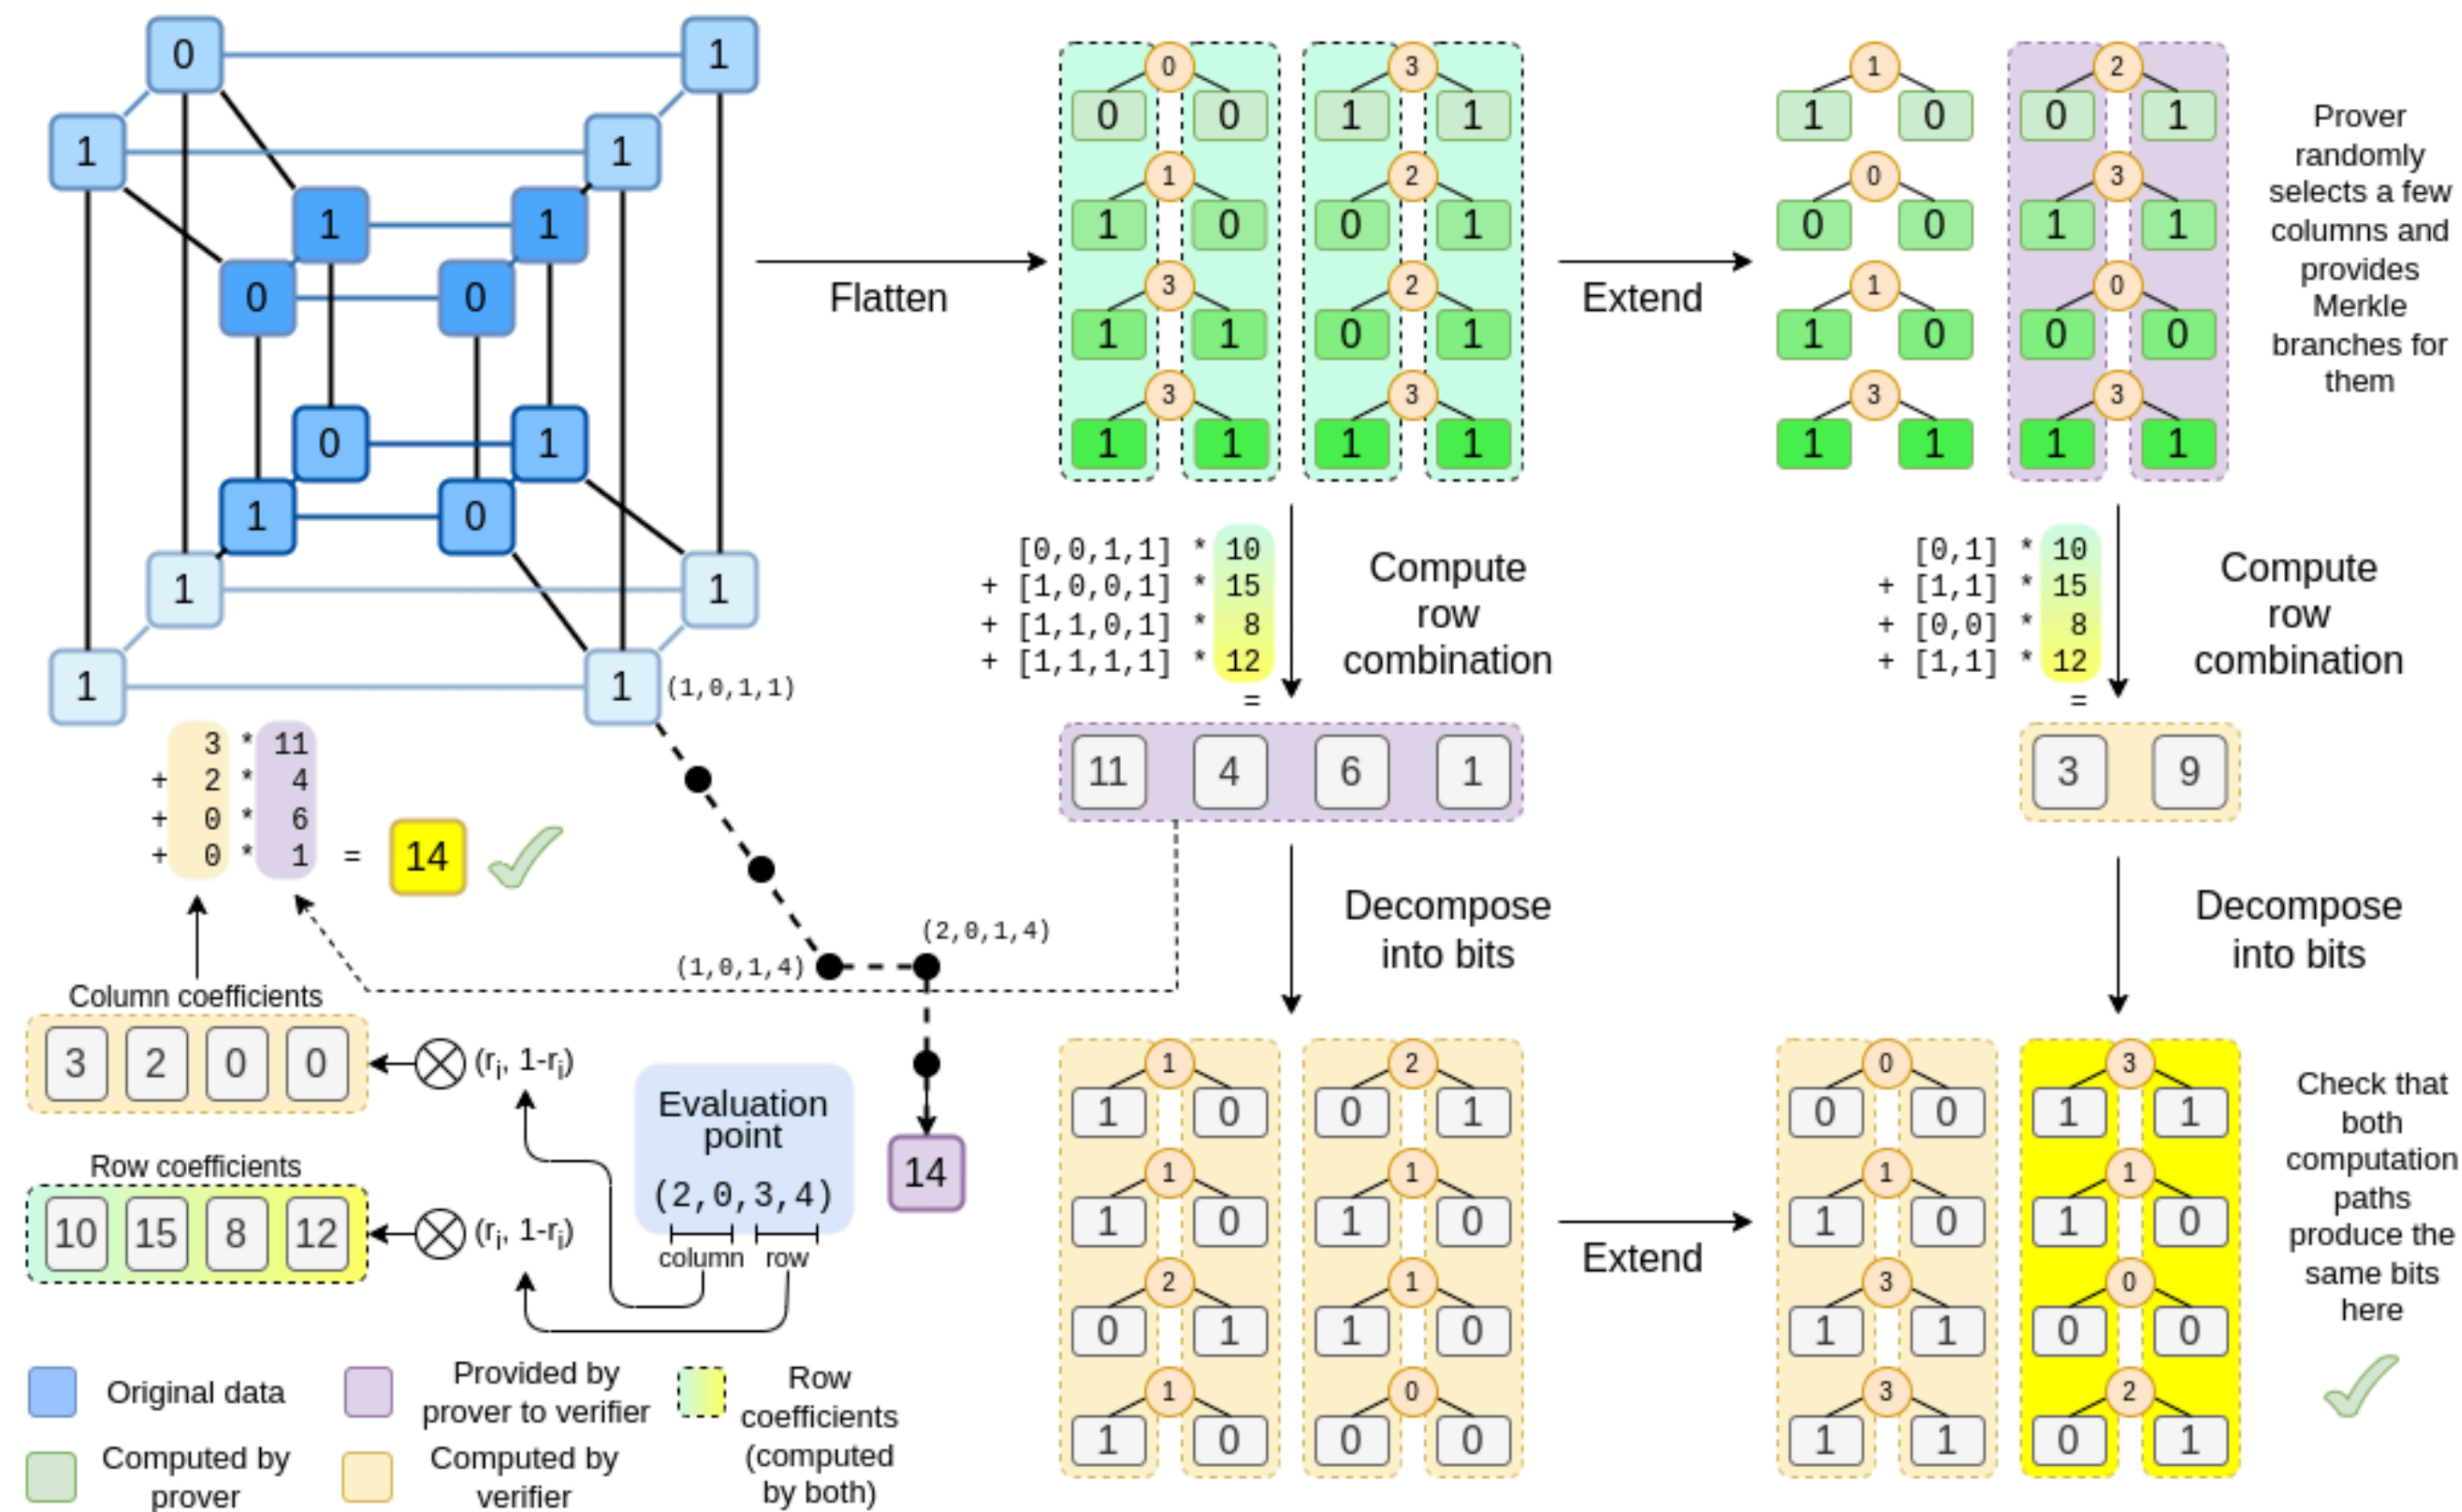 0 1
1 1
1 1
0 0
0 1
1 0
1 1
1 1
(1,0,1,1)
Flatten
0 3
0 0 1 1
1 2
1 0 0 1
3 2
1 1 0 1
3 3
1 1 1 1
Extend
1 2
1 0 0 1
0 3
0 0 1 1
1 0
1 0 0 0
3 3
1 1 1 1
Prover
randomly
selects a few
columns and
provides
Merkle
branches for
them
[0,0,1,1] * 10
+ [1,0,0,1] * 15
+ [1,1,0,1] * 8
+ [1,1,1,1] * 12
=
Compute
row
combination
[0,1] * 10
+ [1,1] * 15
+ [0,0] * 8
+ [1,1] * 12
=
Compute
row
combination
11 4 6 1
3 9
3 * 11
+ 2 * 4
+ 0 * 6
+ 0 * 1 = 14
(2,0,1,4)
(1,0,1,4)
14
Decompose
into bits
Decompose
into bits
Column coefficients
3 2 0 0
(ri, 1-ri)
Row coefficients
10 15 8 12
(ri, 1-ri)
Evaluation
point
(2,0,3,4)
column row
1 2
1 0 0 1
1 1
1 0 1 0
2 1
0 1 1 0
1 0
1 0 0 0
Extend
0 3
0 0 1 1
1 1
1 0 1 0
3 0
1 1 0 0
3 2
1 1 0 1
Check that
both
computation
paths
produce the
same bits
here
Original data
Provided by
prover to verifier
Row
coefficients
(computed
by both)
Computed by
prover
Computed by
verifier